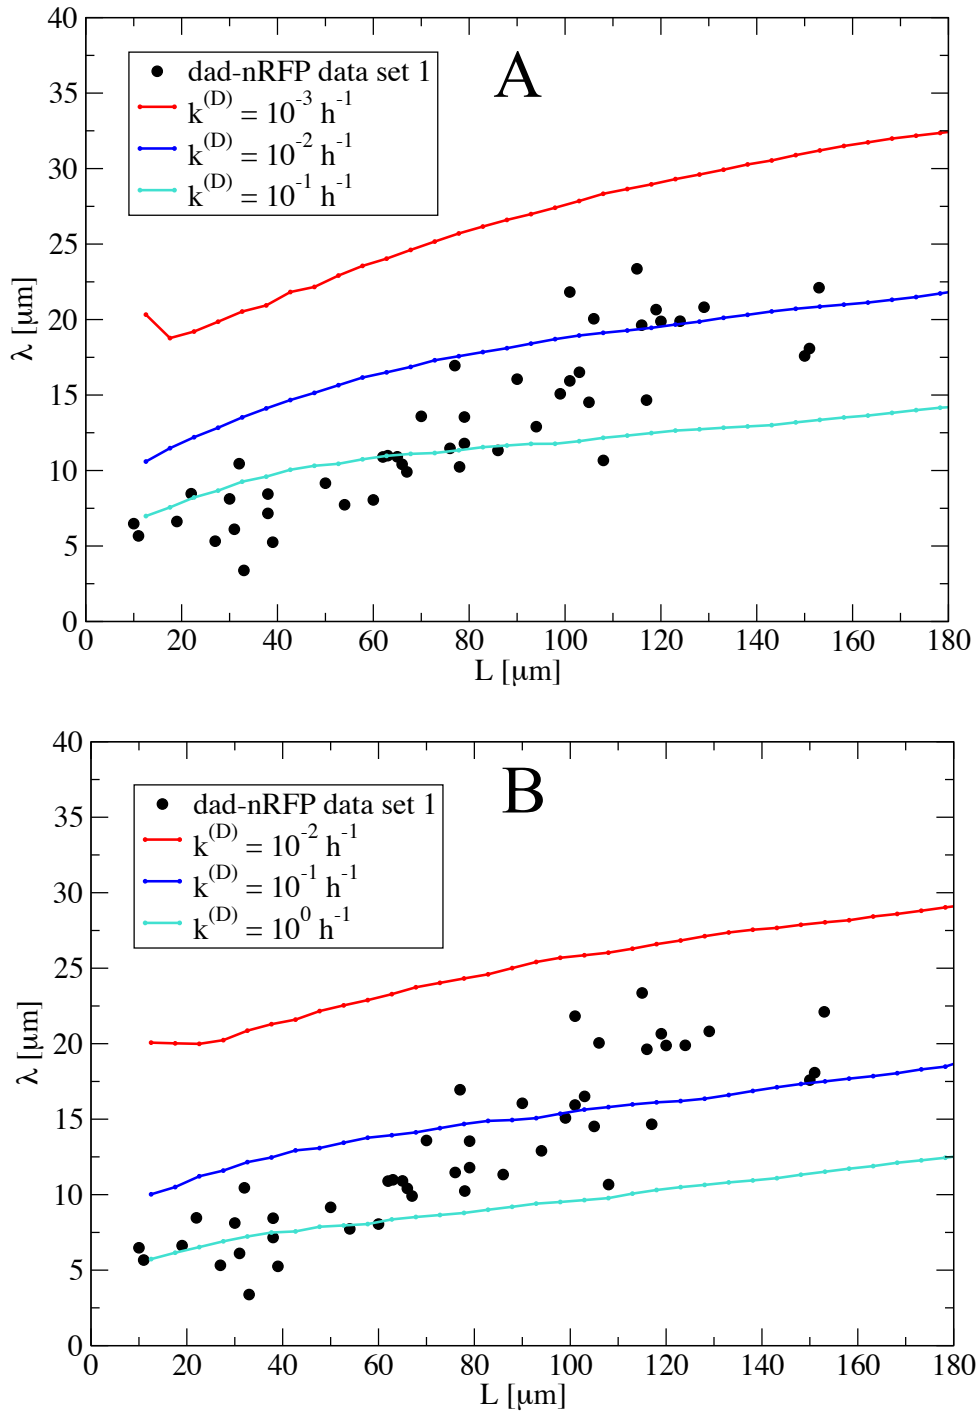 A
dad-nRFP data set 1
k^(D) = 10^-3 h^-1
k^(D) = 10^-2 h^-1
k^(D) = 10^-1 h^-1
40
35
30
25
20
15
10
5
0
λ [μm]
0 20 40 60 80 100 120 140 160 180
L [μm]
B
dad-nRFP data set 1
k^(D) = 10^-2 h^-1
k^(D) = 10^-1 h^-1
k^(D) = 10^0 h^-1
40
35
30
25
20
15
10
5
0
λ [μm]
0 20 40 60 80 100 120 140 160 180
L [μm]